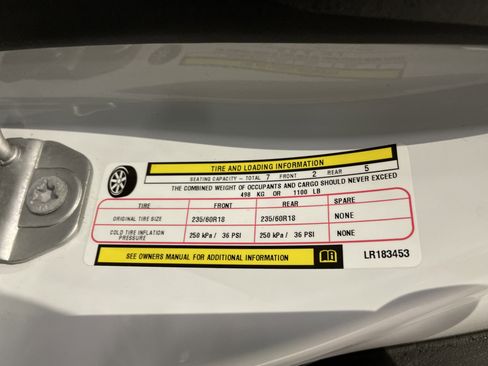 TIRE AND LOADING INFORMATION
SEATING CAPACITY - TOTAL 7 FRONT 2 REAR 5
THE COMBINED WEIGHT OF OCCUPANTS AND CARGO SHOULD NEVER EXCEED
498 KG OR 1100 LB
TIRE FRONT REAR SPARE
ORIGINAL TIRE SIZE 235/60R18 235/60R18 NONE
COLD TIRE INFLATION PRESSURE 250 kPa / 36 PSI 250 kPa / 36 PSI NONE
SEE OWNERS MANUAL FOR ADDITIONAL INFORMATION LR183453